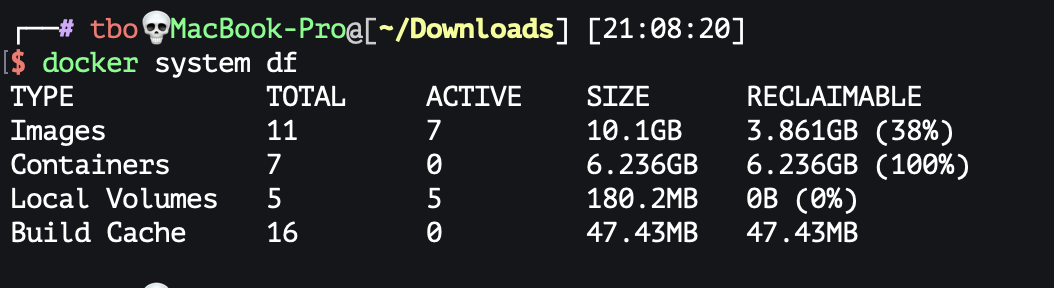 ┌──# tbo💀MacBook-Pro@[~/Downloads] [21:08:20]
[$ docker system df
TYPE TOTAL ACTIVE SIZE RECLAIMABLE
Images 11 7 10.1GB 3.861GB (38%)
Containers 7 0 6.236GB 6.236GB (100%)
Local Volumes 5 5 180.2MB 0B (0%)
Build Cache 16 0 47.43MB 47.43MB